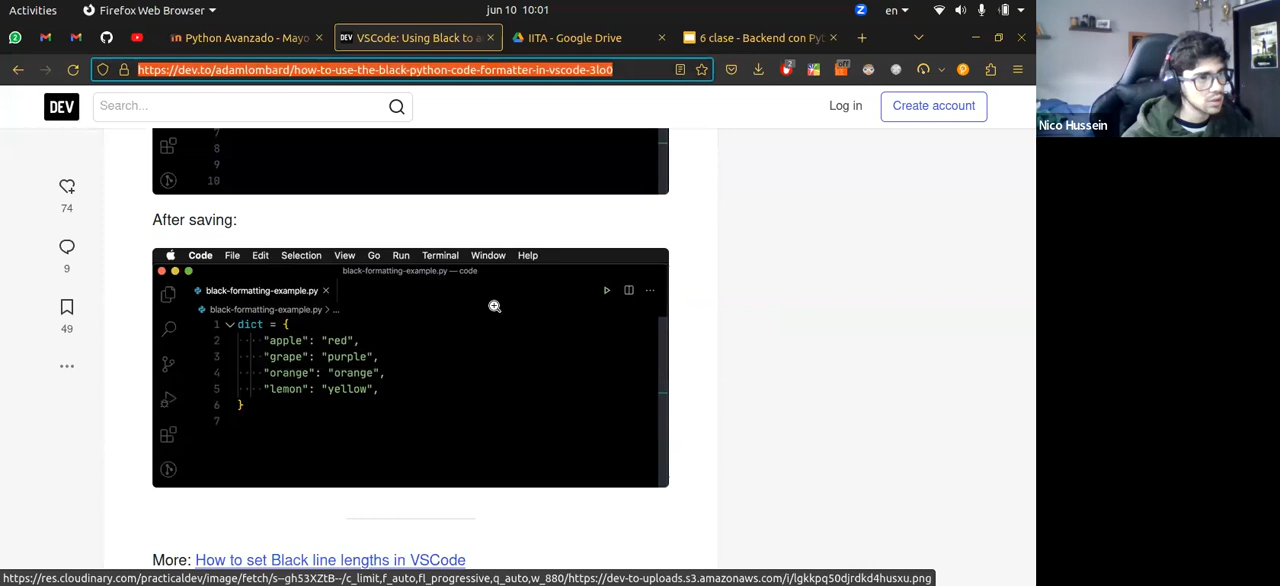 Activities
Firefox Web Browser
jun 10 10:01
en
Python Avanzado - Mayo
VSCode: Using Black to a
IITA - Google Drive
6 clase - Backend con Pyt
https://dev.to/adamlombard/how-to-use-the-black-python-code-formatter-in-vscode-3lo0
2
off
DEV
Search...
Log in
Create account
Nico Hussein
7
8
9
10
74
9
49
After saving:
Code File Edit Selection View Go Run Terminal Window Help
black-formatting-example.py — code
black-formatting-example.py
black-formatting-example.py > ...
1 dict = {
2 "apple": "red",
3 "grape": "purple",
4 "orange": "orange",
5 "lemon": "yellow",
6 }
7
More: How to set Black line lengths in VSCode
https://res.cloudinary.com/practicaldev/image/fetch/s--gh53XZtB--/c_limit,f_auto,fl_progressive,q_auto,w_880/https://dev-to-uploads.s3.amazonaws.com/i/lgkkpq50djrdkd4husxu.png